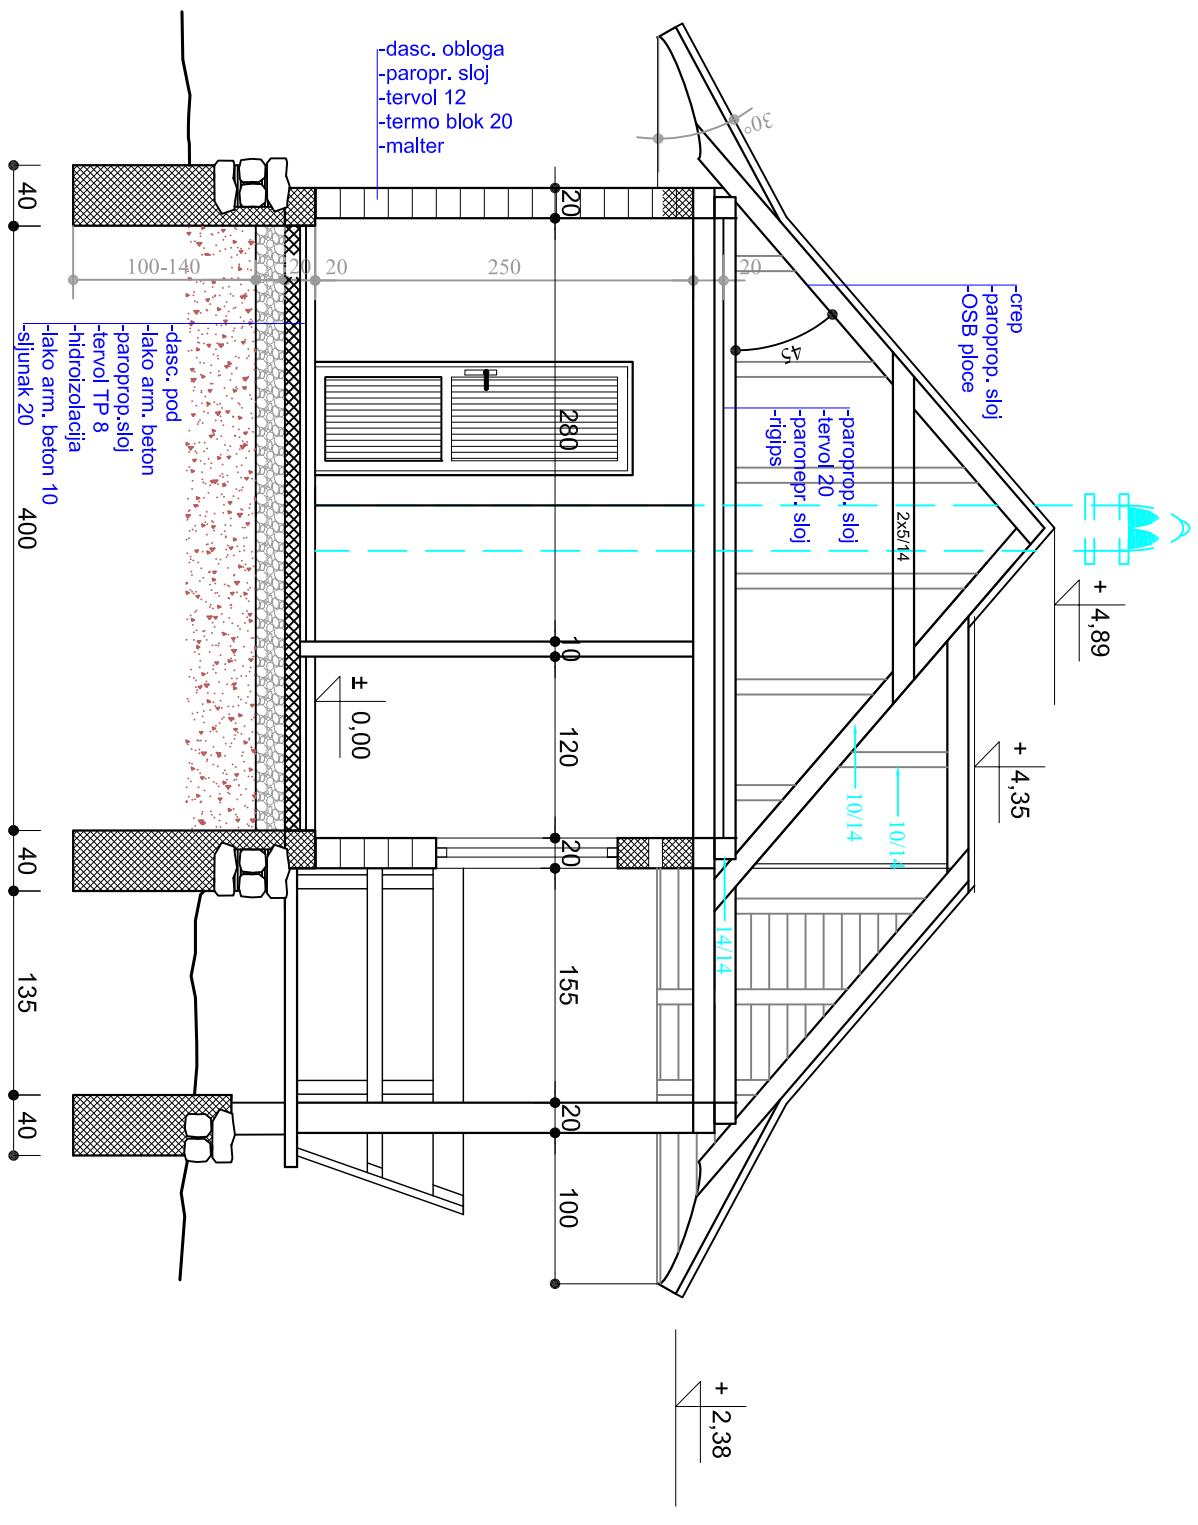 -dasc. obloga
-paropr. sloj
-tervol 12
-termo blok 20
-malter
30°
-crep
-paroprop. sloj
-OSB ploce
45
-paroprop. sloj
-tervol 20
-paronepr. sloj
-rigips
2x5/14
+ 4,89
+ 4,35
10/14
10/14
14/14
+ 2,38
± 0,00
100-140
20
20
250
20
20
280
10
120
20
155
20
100
-dasc. pod
-lako arm. beton
-paroprop.sloj
-tervol TP 8
-hidroizolacija
-lako arm. beton 10
-sljunak 20
40
400
40
135
40